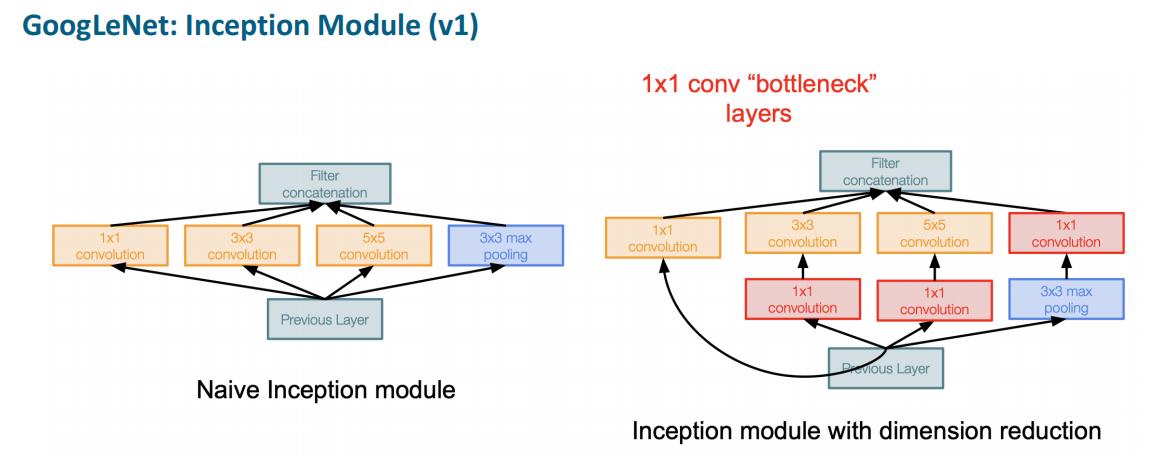 GoogLeNet: Inception Module (v1)
1x1 conv “bottleneck”
layers
Filter
concatenation
1x1
convolution
3x3
convolution
5x5
convolution
3x3 max
pooling
Previous Layer
Naive Inception module
Filter
concatenation
1x1
convolution
3x3
convolution
5x5
convolution
1x1
convolution
1x1
convolution
1x1
convolution
3x3 max
pooling
Previous Layer
Inception module with dimension reduction